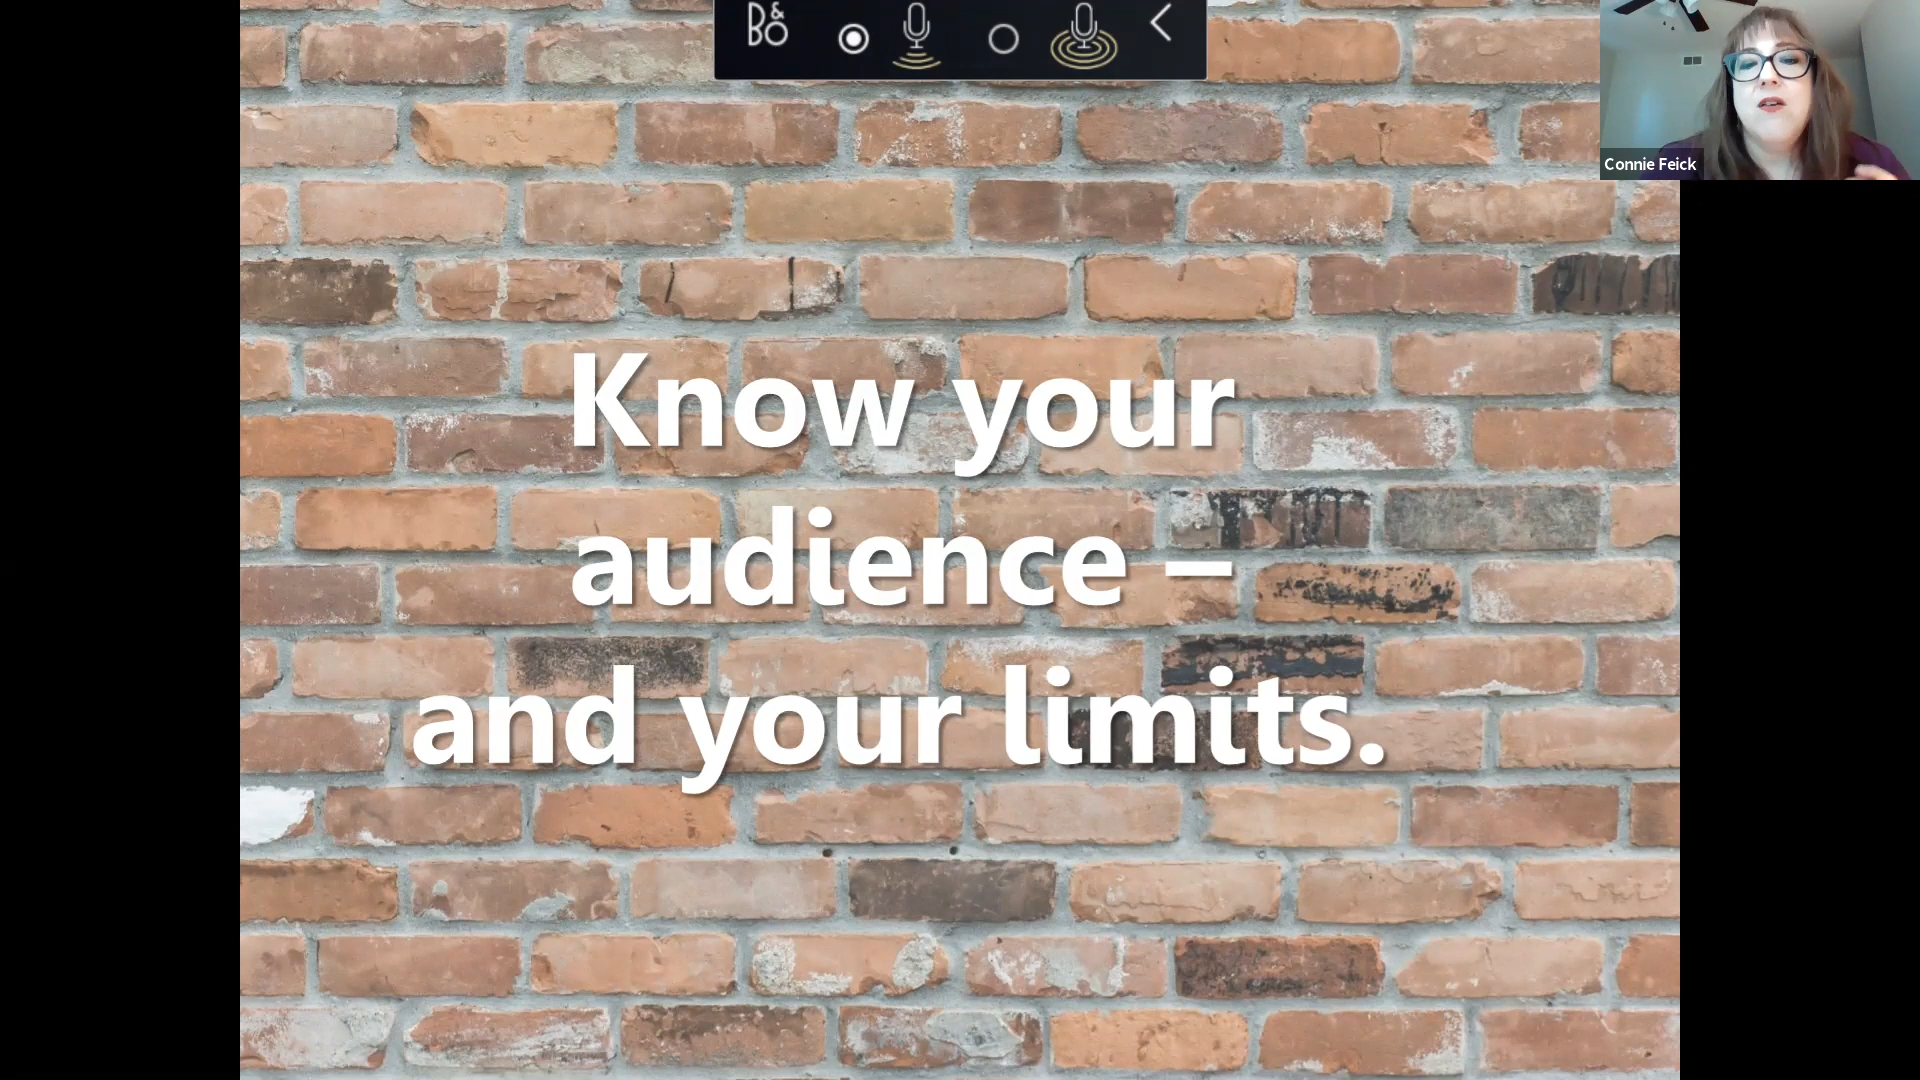 B&O
Connie Feick
Know your
audience –
and your limits.